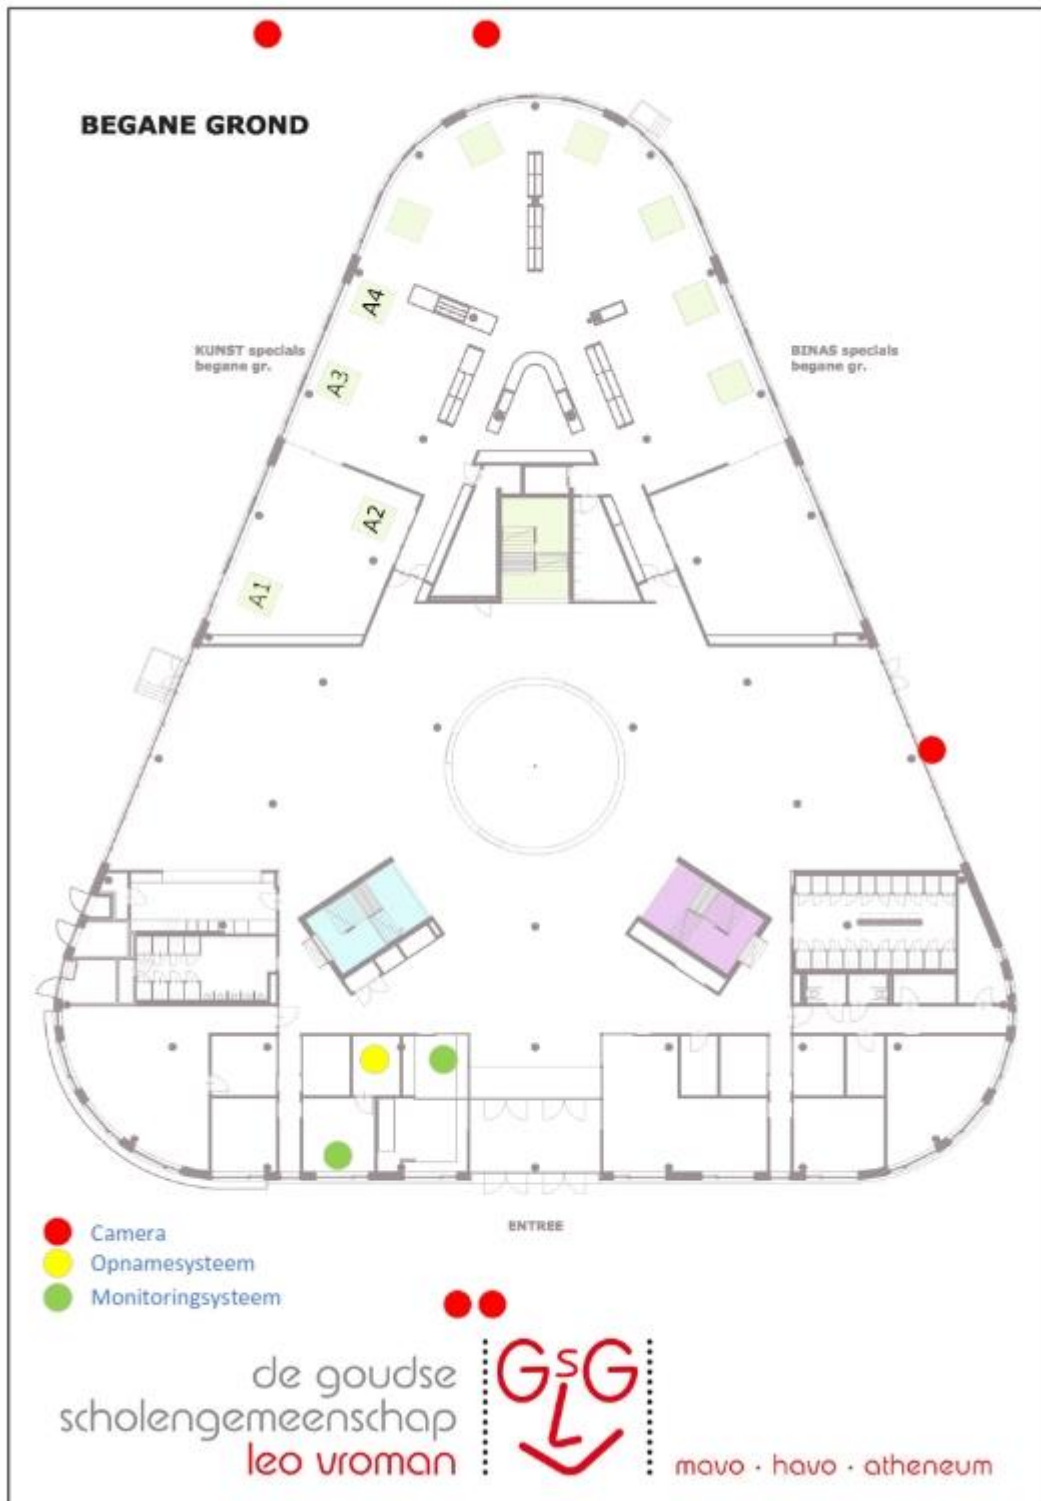 BEGANE GROND
A4
KUNST specials
begane gr.
BINAS specials
begane gr.
A3
A2
A1
ENTREE
Camera
Opnamesysteem
Monitoringsysteem
de goudse
scholengemeenschap
leo vroman
GsG
L
mavo · havo · atheneum